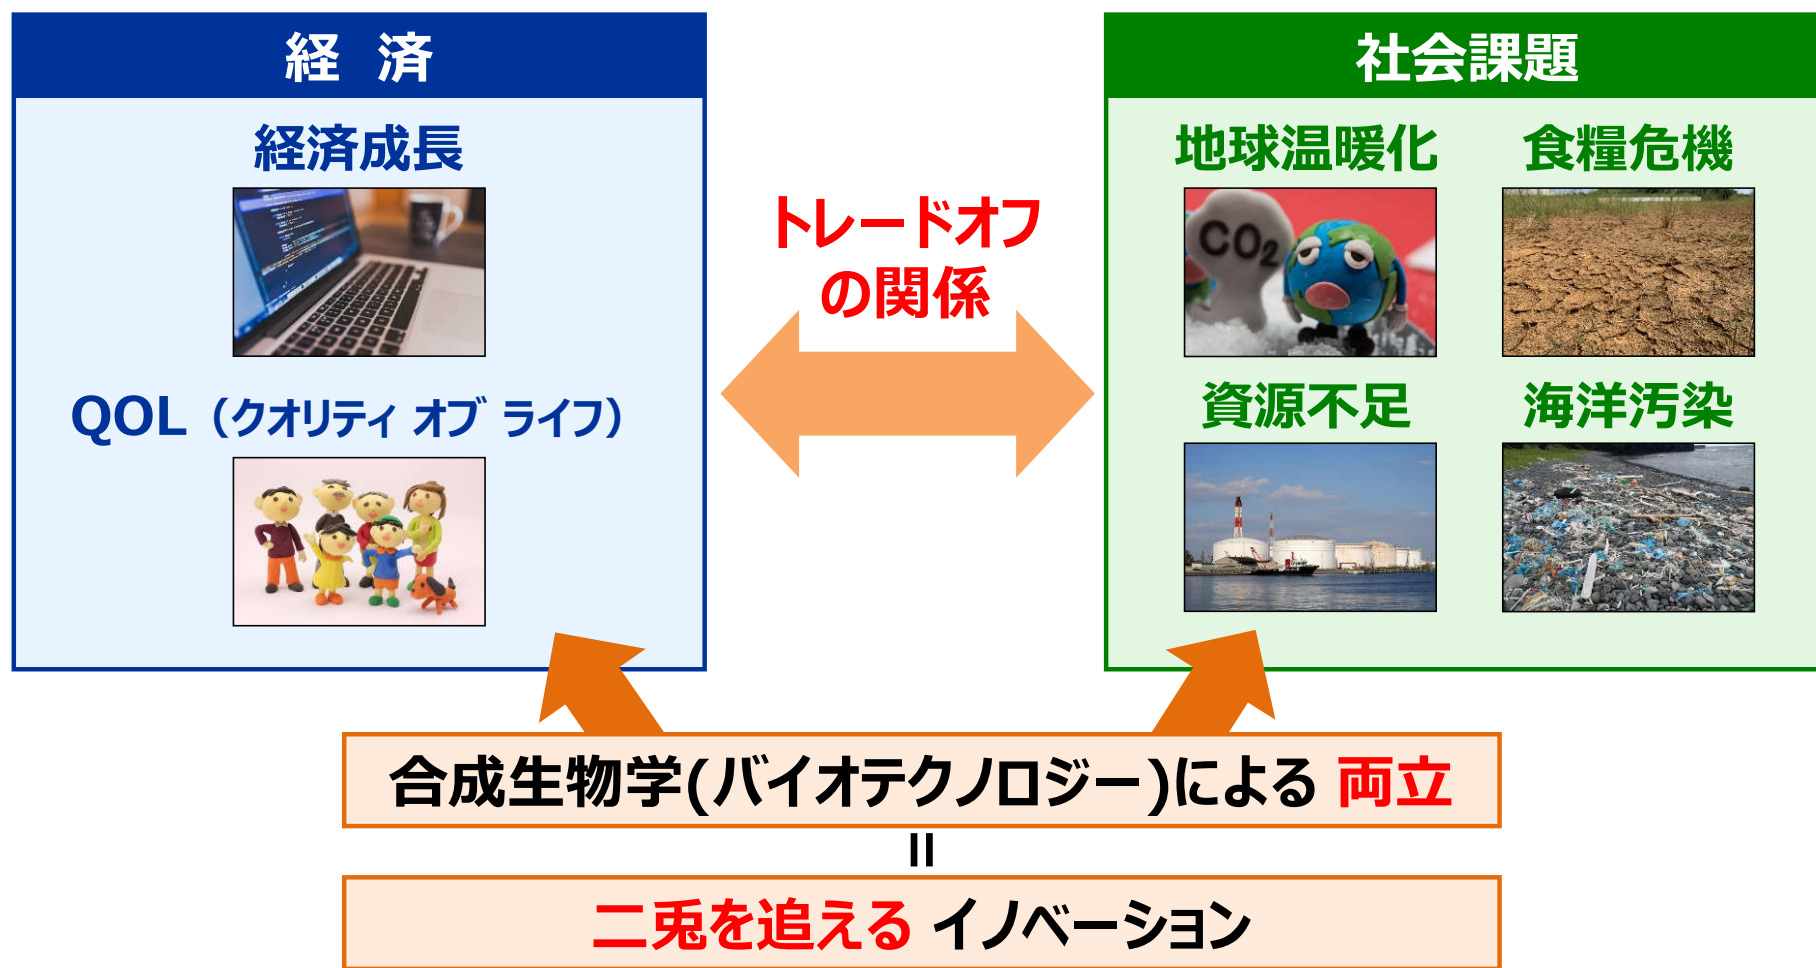 経 済
経済成長
QOL（クオリティ オブ ライフ）
トレードオフ
の関係
社会課題
地球温暖化
食糧危機
CO2
資源不足
海洋汚染
合成生物学(バイオテクノロジー)による 両立
=
二兎を追える イノベーション